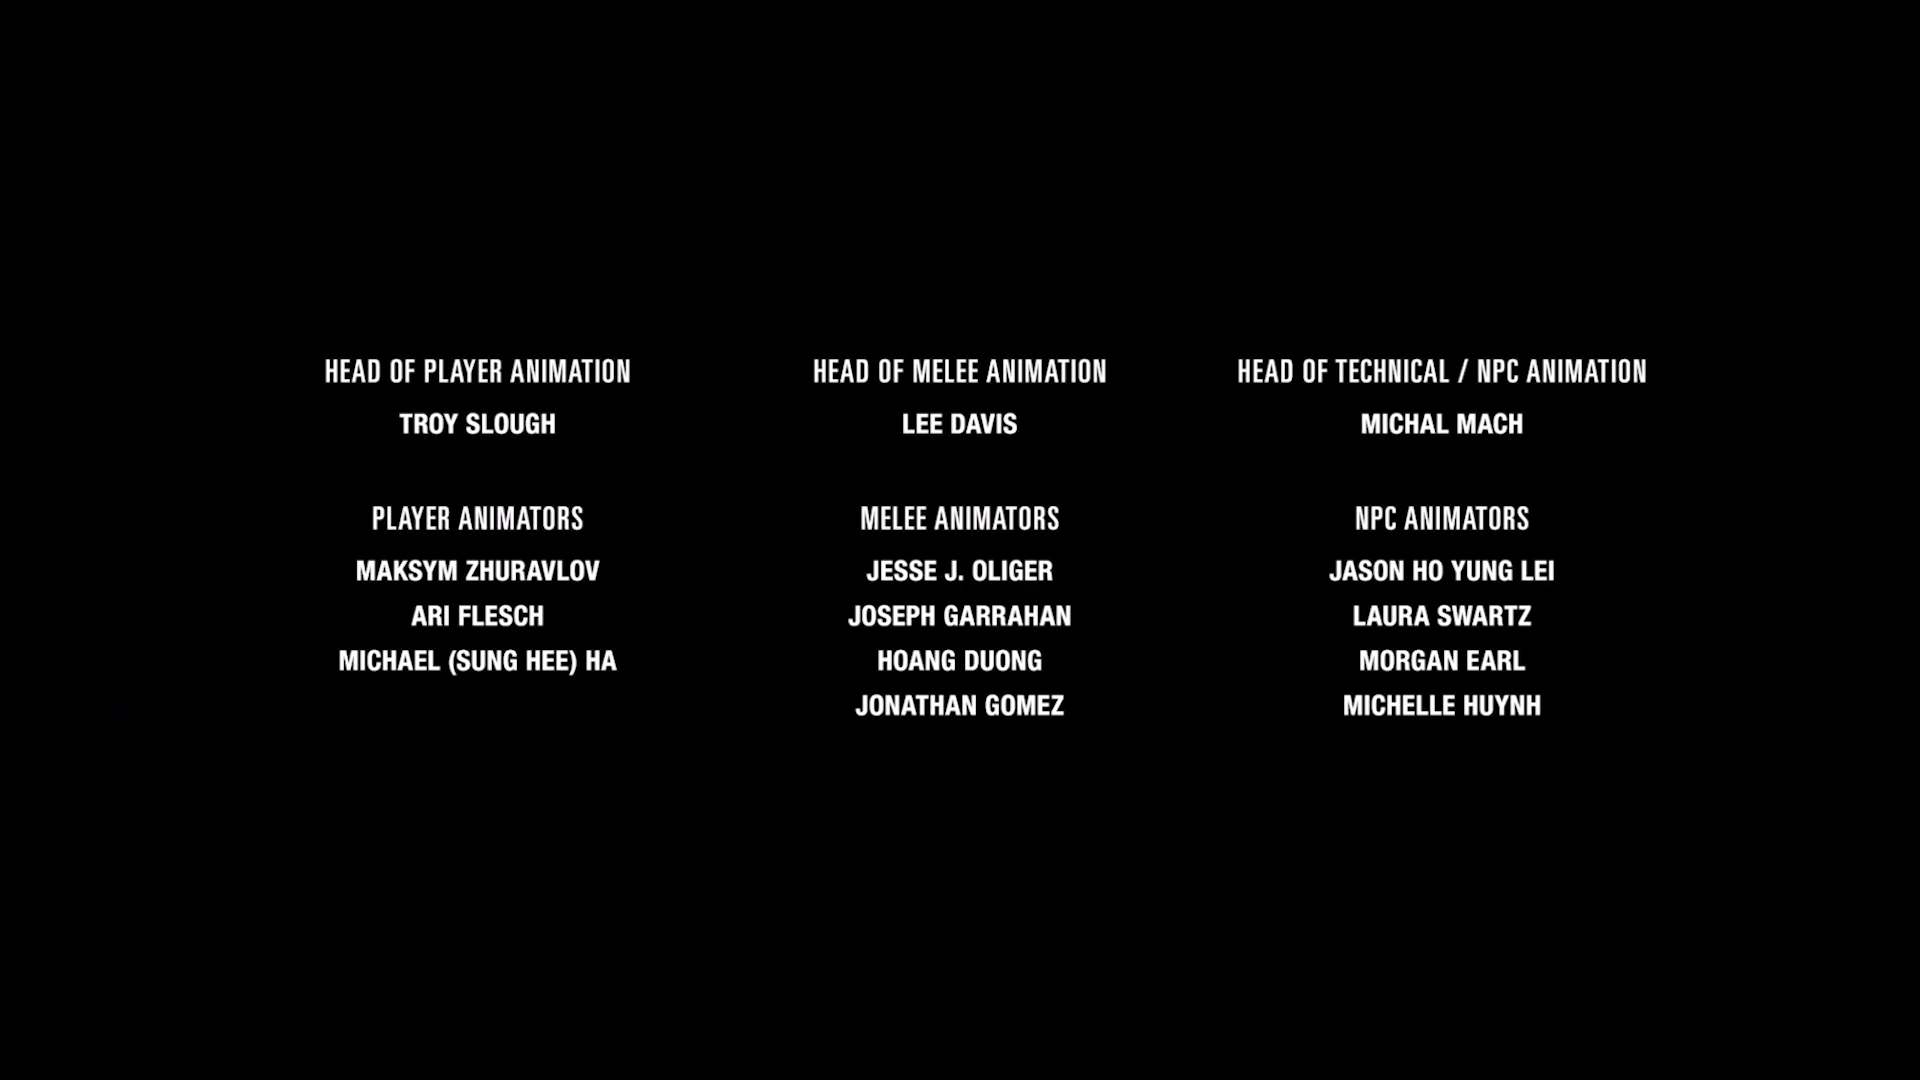 HEAD OF PLAYER ANIMATION
TROY SLOUGH
PLAYER ANIMATORS
MAKSYM ZHURAVLOV
ARI FLESCH
MICHAEL (SUNG HEE) HA
HEAD OF MELEE ANIMATION
LEE DAVIS
MELEE ANIMATORS
JESSE J. OLIGER
JOSEPH GARRAHAN
HOANG DUONG
JONATHAN GOMEZ
HEAD OF TECHNICAL / NPC ANIMATION
MICHAL MACH
NPC ANIMATORS
JASON HO YUNG LEI
LAURA SWARTZ
MORGAN EARL
MICHELLE HUYNH